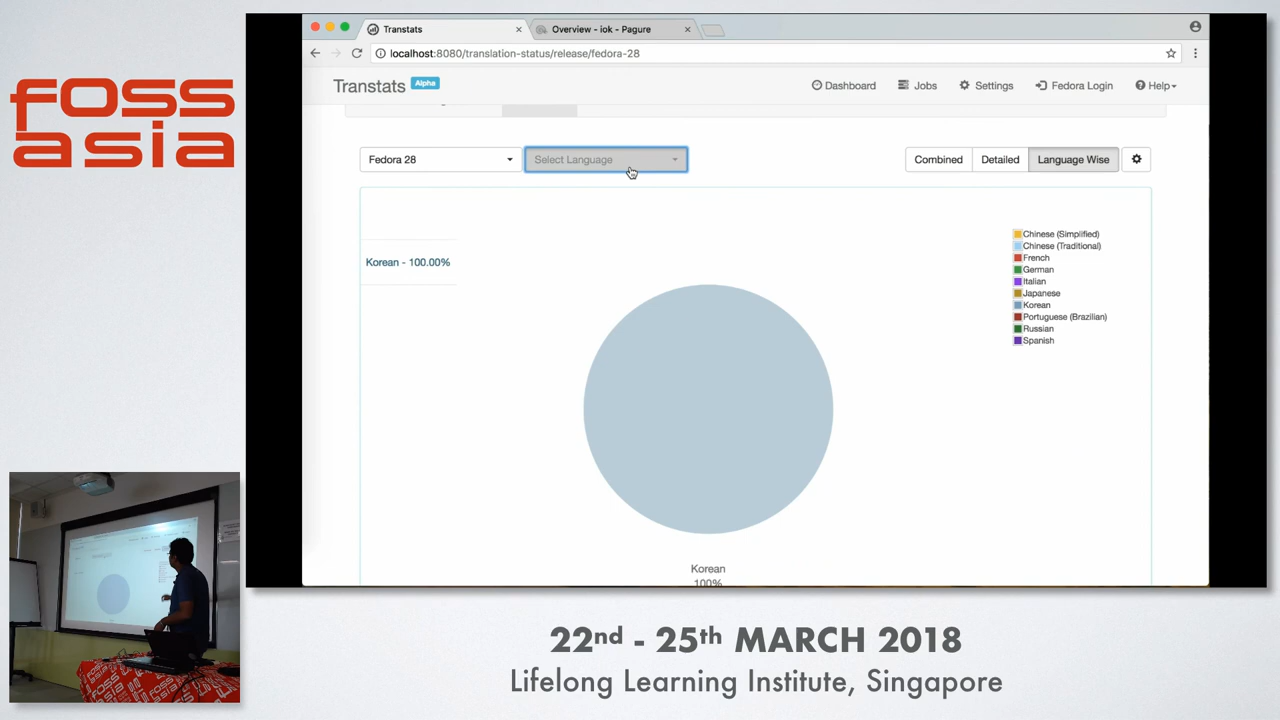 foss
asia
Transtats
Overview - iok - Pagure
localhost:8080/translation-status/release/fedora-28
Transtats Alpha
Dashboard
Jobs
Settings
Fedora Login
Help
Fedora 28
Select Language
Combined
Detailed
Language Wise
Korean - 100.00%
Chinese (Simplified)
Chinese (Traditional)
French
German
Italian
Japanese
Korean
Portuguese (Brazilian)
Russian
Spanish
Korean
100%
FOSS
asia
22nd - 25th MARCH 2018
Lifelong Learning Institute, Singapore